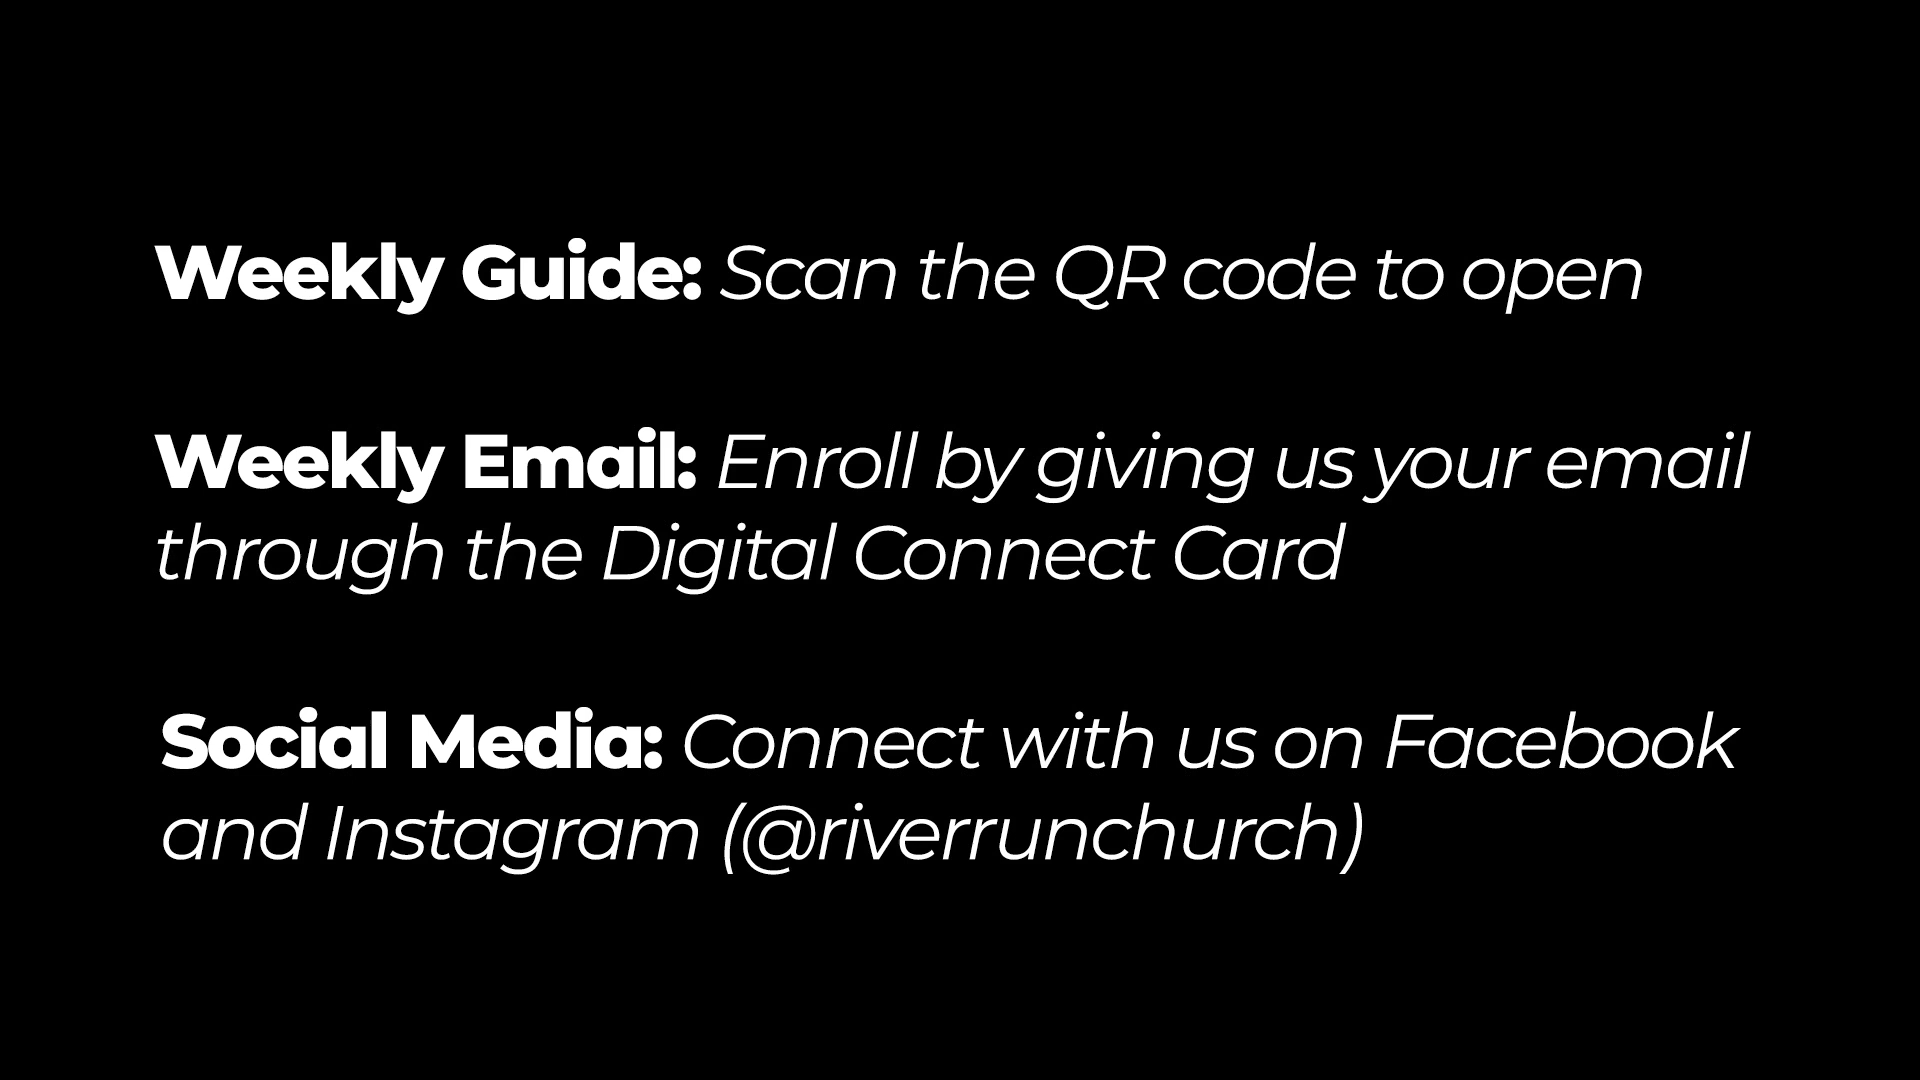 Weekly Guide: Scan the QR code to open
Weekly Email: Enroll by giving us your email
through the Digital Connect Card
Social Media: Connect with us on Facebook
and Instagram (@riverrunchurch)